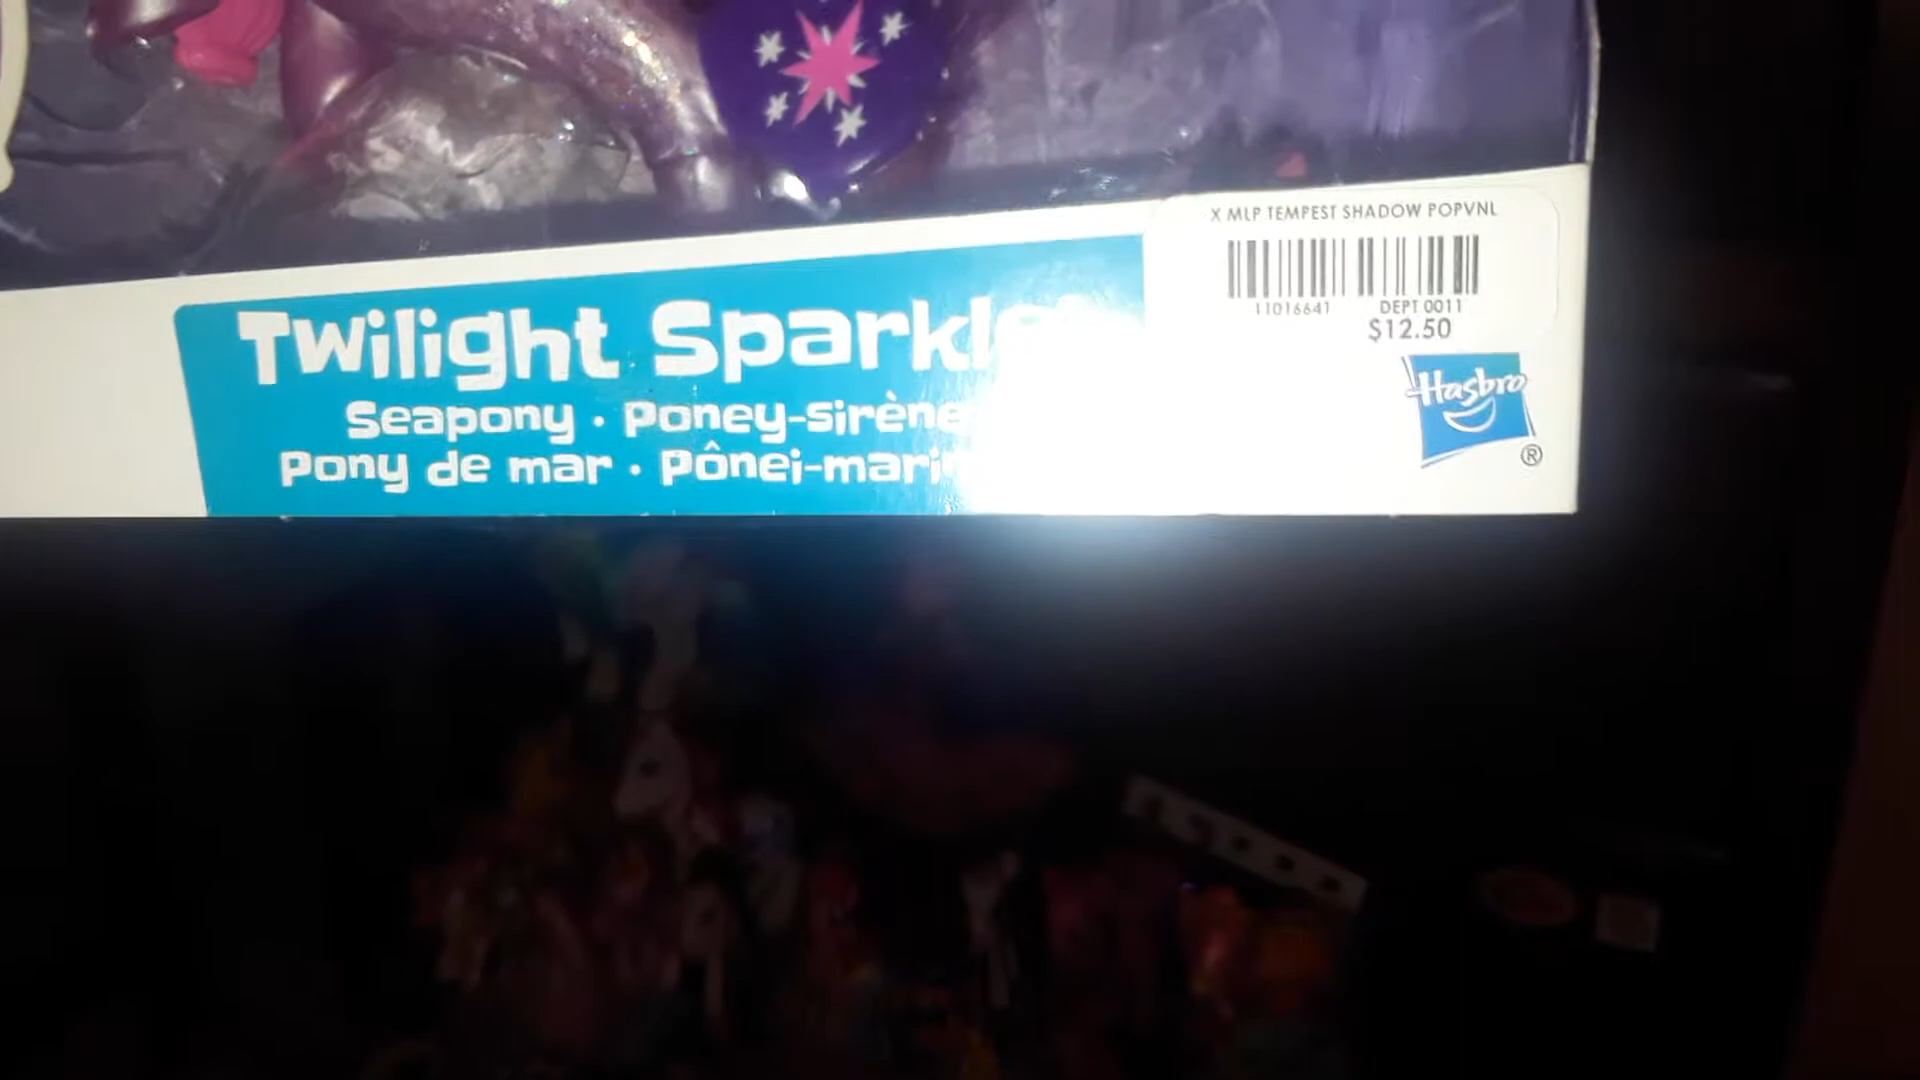 X MLP TEMPEST SHADOW POPVNL
11016641 DEPT 0011
$12.50
Twilight Sparkle
Seapony · Poney-sirène
Pony de mar · Pônei-marin
Hasbro
®